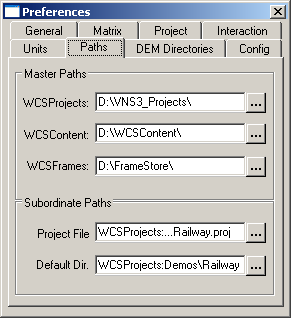 Preferences
General Matrix Project Interaction
Units Paths DEM Directories Config
Master Paths
WCSProjects: D:\VNS3_Projects\ ...
WCSContent: D:\WCSContent\ ...
WCSFrames: D:\FrameStore\ ...
Subordinate Paths
Project File WCSProjects:...Railway.proj ...
Default Dir. WCSProjects:Demos\Railway ...